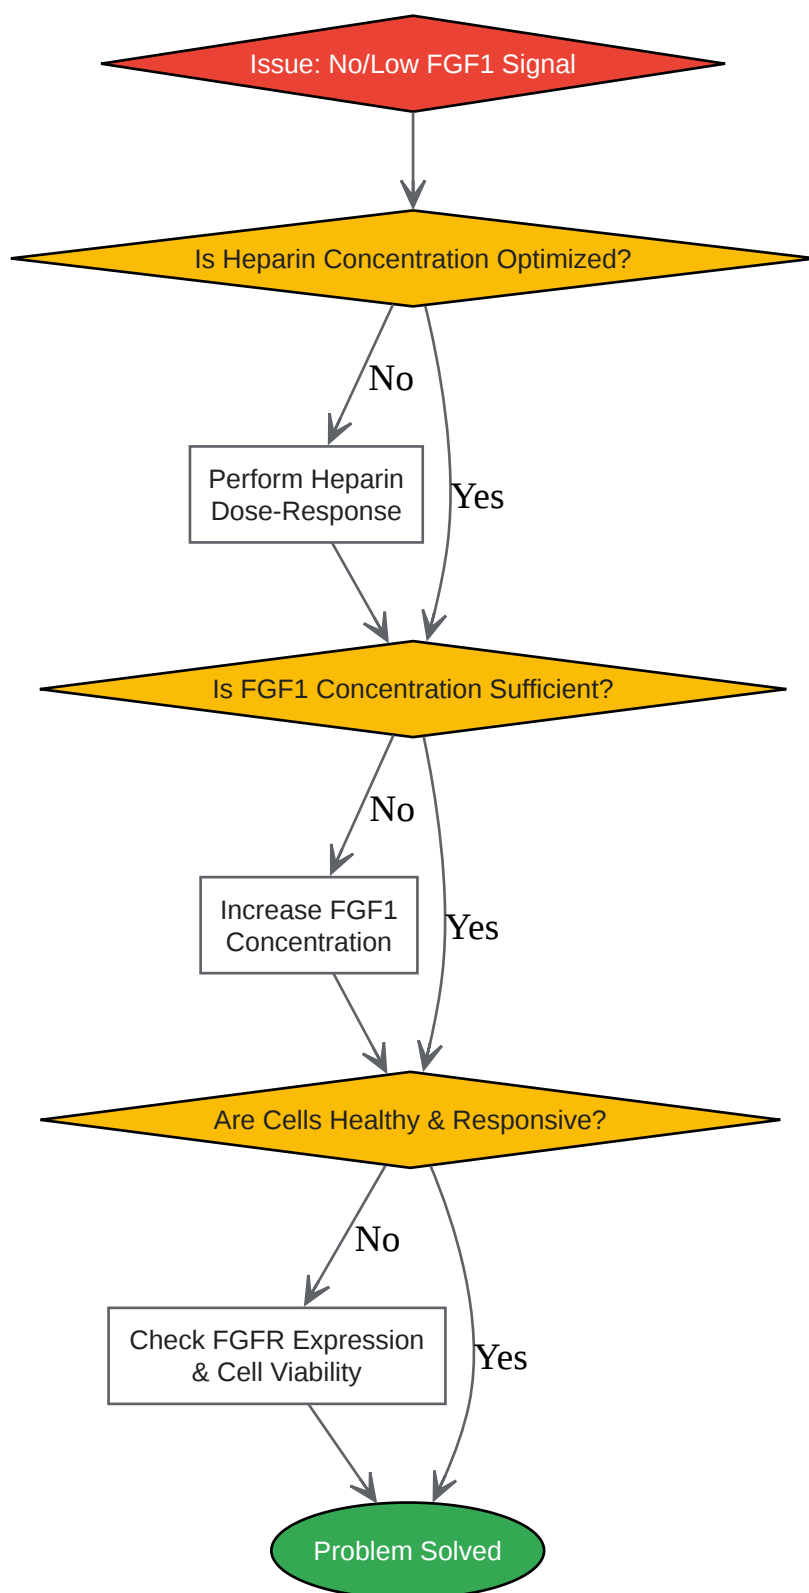 Issue: No/Low FGF1 Signal
Is Heparin Concentration Optimized?
No
Perform Heparin
Dose-Response
Yes
Is FGF1 Concentration Sufficient?
No
Increase FGF1
Concentration
Yes
Are Cells Healthy & Responsive?
No
Check FGFR Expression
& Cell Viability
Yes
Problem Solved